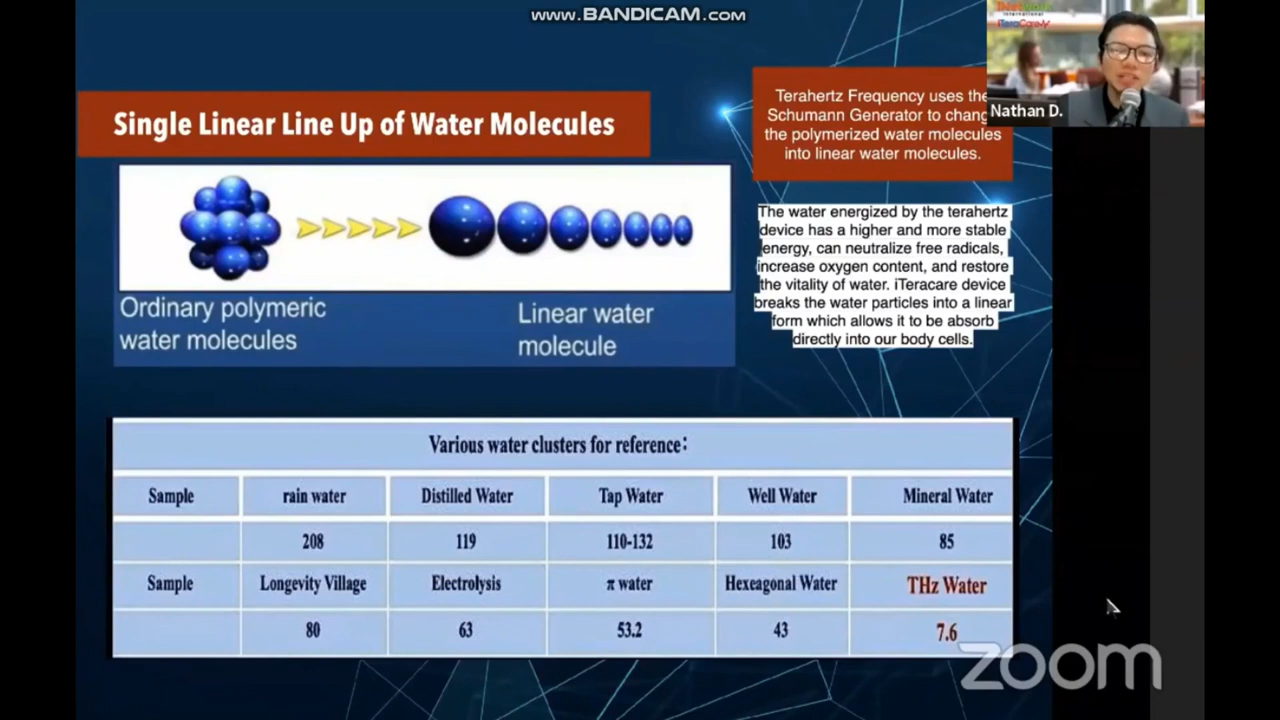 www.BANDICAM.com
International
iTeraCare
Nathan D.
Single Linear Line Up of Water Molecules
Terahertz Frequency uses the
Schumann Generator to chang
the polymerized water molecules
into linear water molecules.
Ordinary polymeric
water molecules
Linear water
molecule
The water energized by the terahertz
device has a higher and more stable
energy, can neutralize free radicals,
increase oxygen content, and restore
the vitality of water. iTeracare device
breaks the water particles into a linear
form which allows it to be absorb
directly into our body cells.
Various water clusters for reference:
Sample rain water Distilled Water Tap Water Well Water Mineral Water
208 119 110-132 103 85
Sample Longevity Village Electrolysis π water Hexeagonal Water THz Water
80 63 53.2 43 7.6
zoom